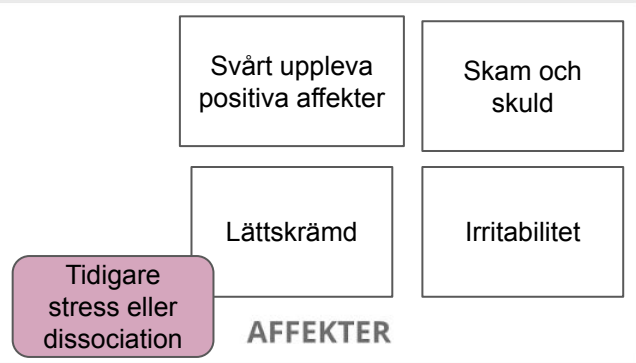 Svårt uppleva
positiva affekter
Skam och
skuld
Lättskrämd
Irritabilitet
Tidigare
stress eller
dissociation
AFFEKTER